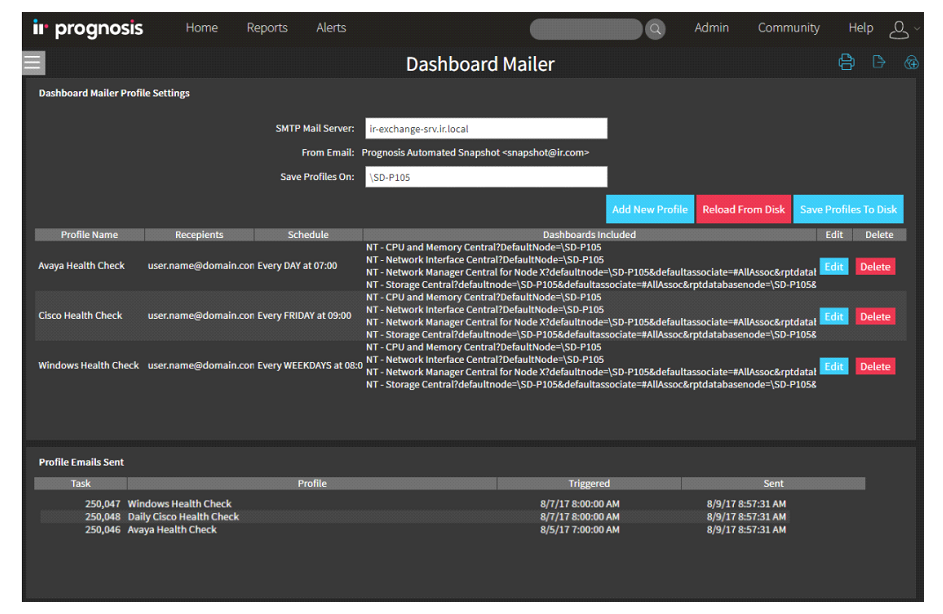 ir prognosis Home Reports Alerts Admin Community Help
Dashboard Mailer
Dashboard Mailer Profile Settings
SMTP Mail Server: ir-exchange-srv.ir.local
From Email: Prognosis Automated Snapshot <snapshot@ir.com>
Save Profiles On: \SD-P105
Add New Profile Reload From Disk Save Profiles To Disk
Profile Name Recepients Schedule Dashboards Included Edit Delete
NT - CPU and Memory Central?DefaultNode=\SD-P105
NT - Network Interface Central?DefaultNode=\SD-P105
Avaya Health Check user.name@domain.con Every DAY at 07:00 Edit Delete
NT - Network Manager Central for Node X?defaultnode=\SD-P105&defaultassociate=#AllAssoc&rptdatal
NT - Storage Central?defaultnode=\SD-P105&defaultassociate=#AllAssoc&rptdatabasenode=\SD-P105&
NT - CPU and Memory Central?DefaultNode=\SD-P105
NT - Network Interface Central?DefaultNode=\SD-P105
Cisco Health Check user.name@domain.con Every FRIDAY at 09:00 Edit Delete
NT - Network Manager Central for Node X?defaultnode=\SD-P105&defaultassociate=#AllAssoc&rptdatal
NT - Storage Central?defaultnode=\SD-P105&defaultassociate=#AllAssoc&rptdatabasenode=\SD-P105&
NT - CPU and Memory Central?DefaultNode=\SD-P105
NT - Network Interface Central?DefaultNode=\SD-P105
Windows Health Check user.name@domain.con Every WEEKDAYS at 08:0 Edit Delete
NT - Network Manager Central for Node X?defaultnode=\SD-P105&defaultassociate=#AllAssoc&rptdatal
NT - Storage Central?defaultnode=\SD-P105&defaultassociate=#AllAssoc&rptdatabasenode=\SD-P105&
Profile Emails Sent
Task Profile Triggered Sent
250,047 Windows Health Check 8/7/17 8:00:00 AM 8/9/17 8:57:31 AM
250,048 Daily Cisco Health Check 8/7/17 8:00:00 AM 8/9/17 8:57:31 AM
250,046 Avaya Health Check 8/5/17 7:00:00 AM 8/9/17 8:57:31 AM